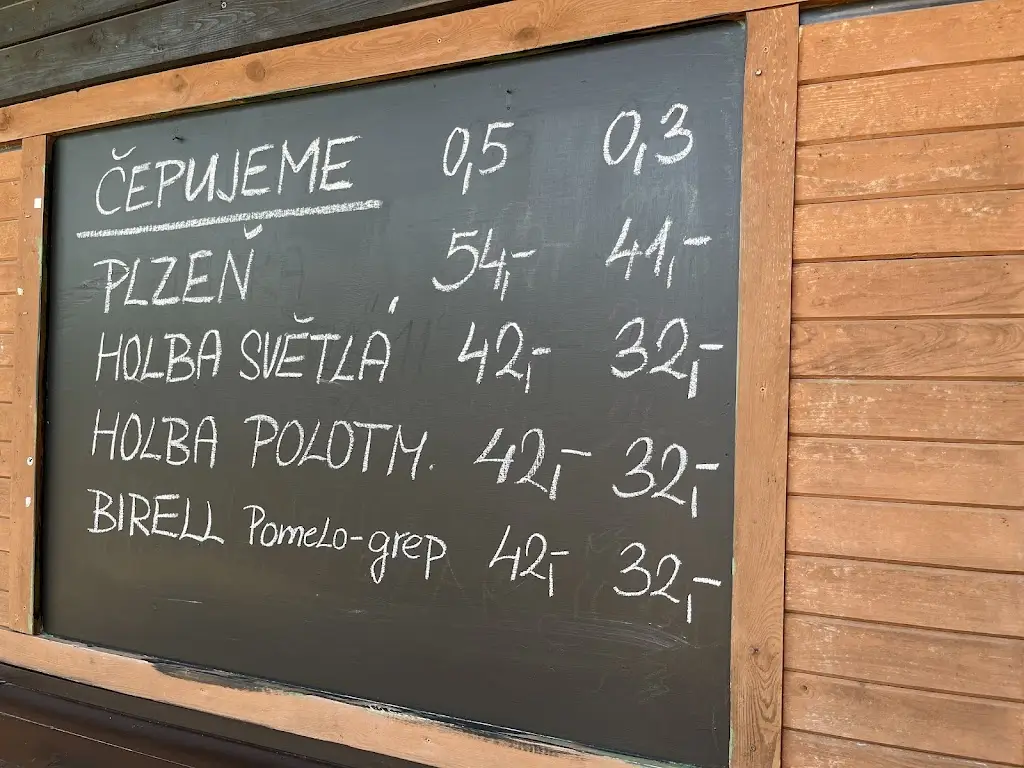 ČEPUJEME 0,5 0,3
PLZEŇ 54,- 41,-
HOLBA SVĚTLÁ 42,- 32,-
HOLBA POLOTM. 42,- 32,-
BIRELL Pomelo-grep 42,- 32,-